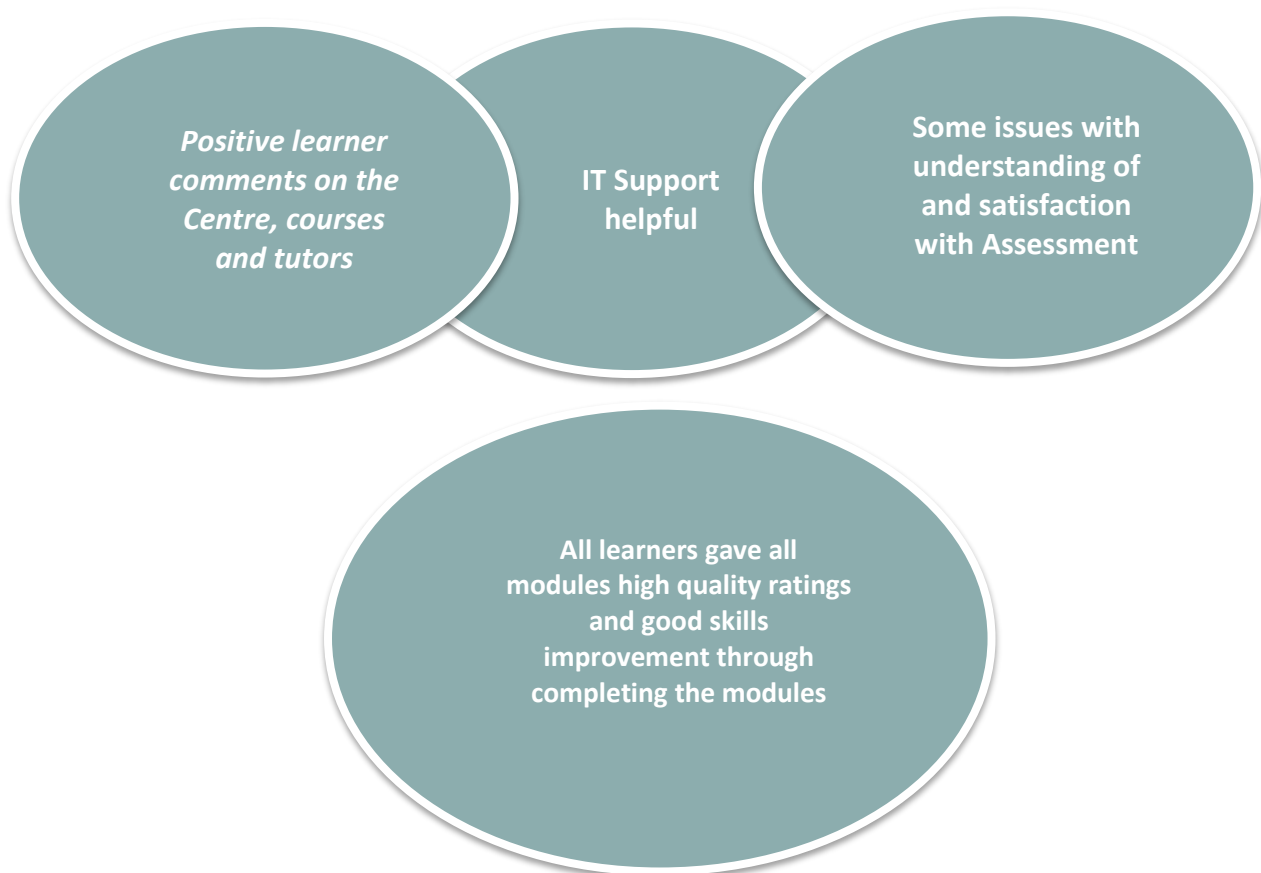 Positive learner
comments on the
Centre, courses
and tutors
IT Support
helpful
Some issues with
understanding of
and satisfaction
with Assessment
All learners gave all
modules high quality ratings
and good skills
improvement through
completing the modules